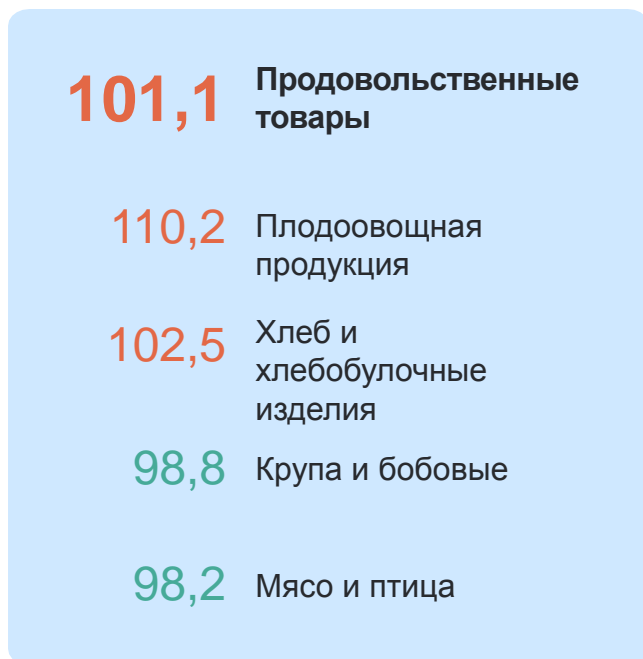 101,1 Продовольственные
товары
110,2 Плодоовощная
продукция
102,5 Хлеб и
хлебобулочные
изделия
98,8 Крупа и бобовые
98,2 Мясо и птица